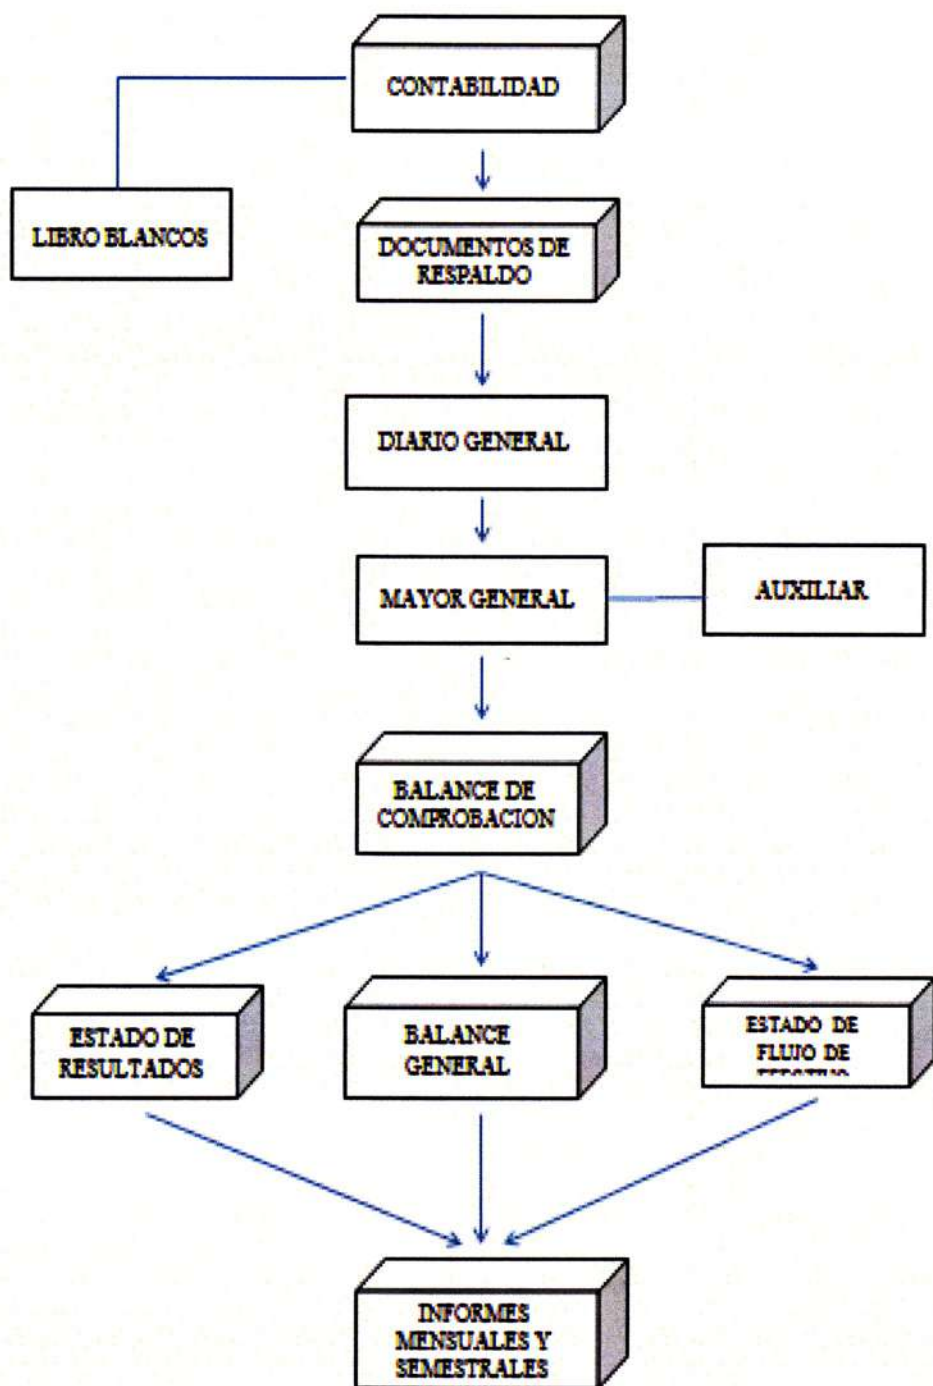 CONTABILIDAD
LIBRO BLANCOS
DOCUMENTOS DE
RESPALDO
DIARIO GENERAL
MAYOR GENERAL
AUXILIAR
BALANCE DE
COMPROBACION
ESTADO DE
RESULTADOS
BALANCE
GENERAL
ESTADO DE
FLUJO DE
INFORMES
MENSUALES Y
SEMESTRALES